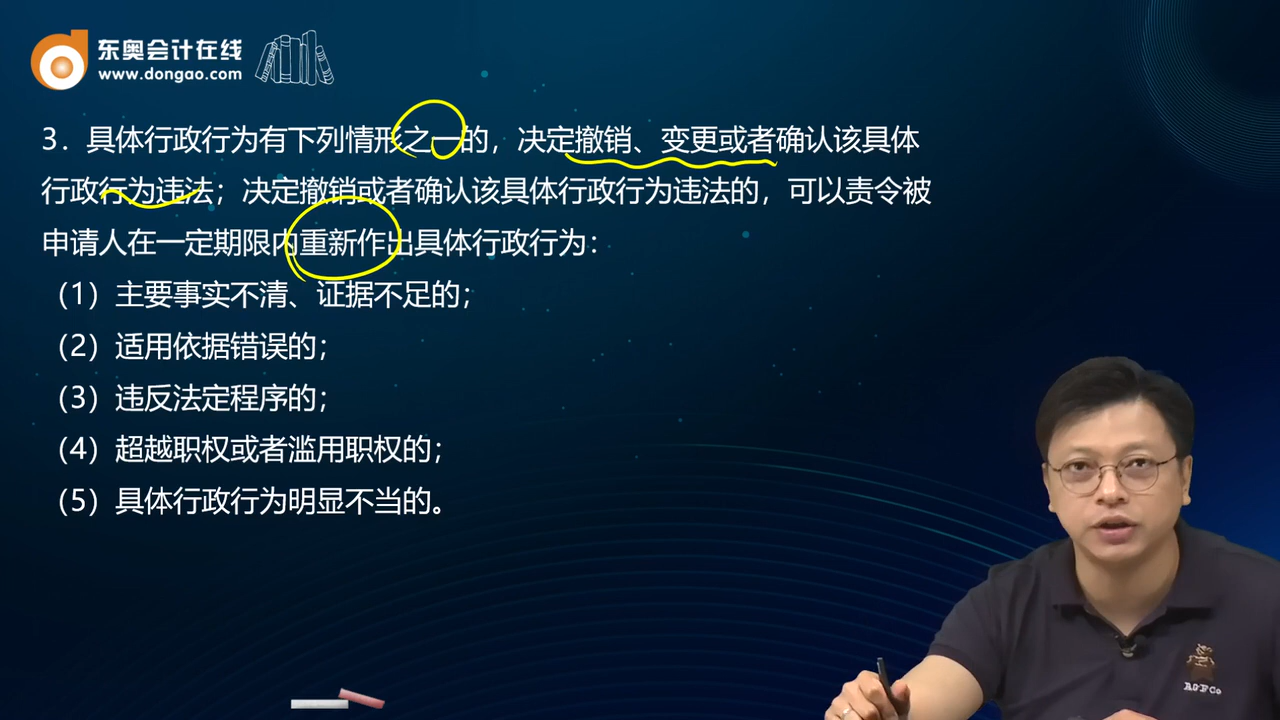 东奥会计在线
www.dongao.com
3．具体行政行为有下列情形之一的，决定撤销、变更或者确认该具体
行政行为违法；决定撤销或者确认该具体行政行为违法的，可以责令被
申请人在一定期限内重新作出具体行政行为：
（1）主要事实不清、证据不足的；
（2）适用依据错误的；
（3）违反法定程序的；
（4）超越职权或者滥用职权的；
（5）具体行政行为明显不当的。